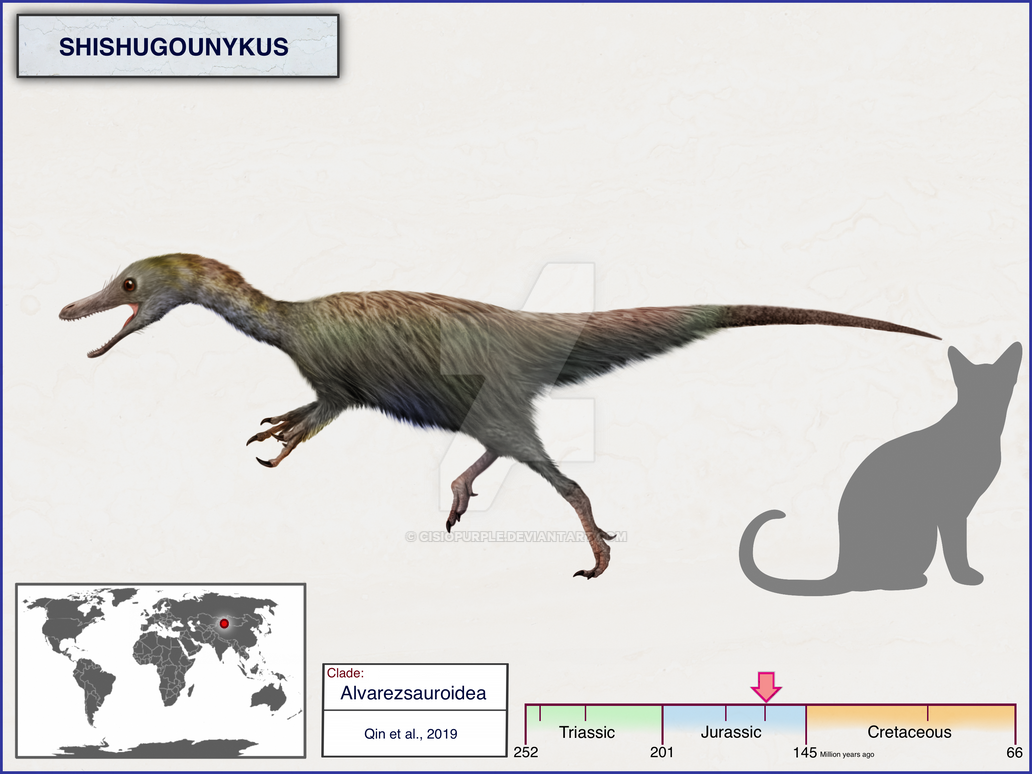 SHISHUGOUNYKUS
© CISIOPURPLE.DEVIANTART.COM
Clade:
Alvarezsauroidea
Qin et al., 2019
Triassic Jurassic Cretaceous
252 201 145 Million years ago 66